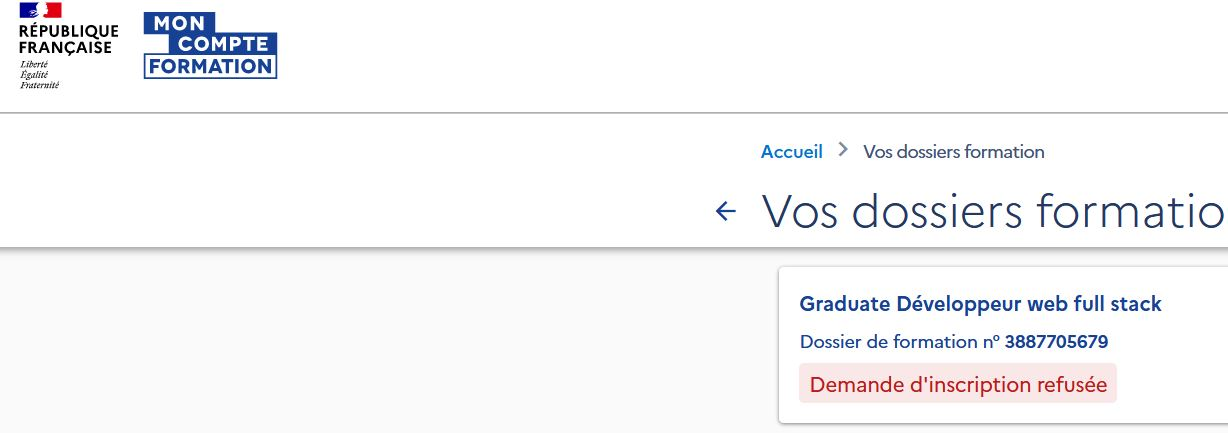 RÉPUBLIQUE
FRANÇAISE
Liberté
Égalité
Fraternité
MON
COMPTE
FORMATION
Accueil > Vos dossiers formation
← Vos dossiers formatio
Graduate Développeur web full stack
Dossier de formation nº 3887705679
Demande d'inscription refusée